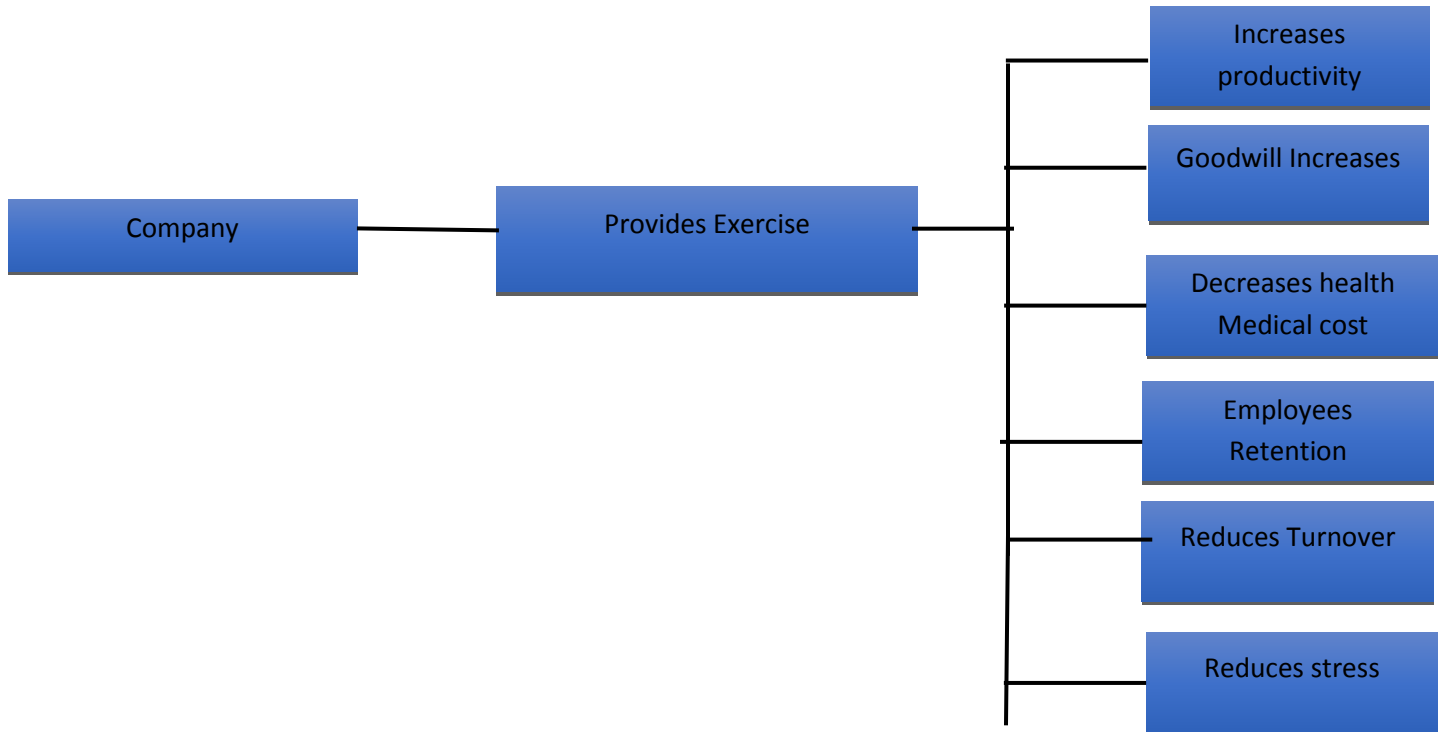 Company
Provides Exercise
Increases
productivity
Goodwill Increases
Decreases health
Medical cost
Employees
Retention
Reduces Turnover
Reduces stress